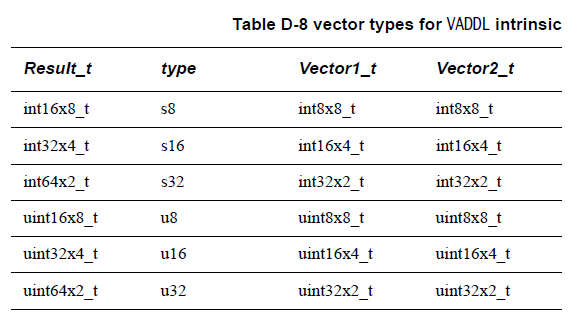 Table D-8 vector types for VADDL intrinsic
Result_t type Vector1_t Vector2_t
int16x8_t s8 int8x8_t int8x8_t
int32x4_t s16 int16x4_t int16x4_t
int64x2_t s32 int32x2_t int32x2_t
uint16x8_t u8 uint8x8_t uint8x8_t
uint32x4_t u16 uint16x4_t uint16x4_t
uint64x2_t u32 uint32x2_t uint32x2_t